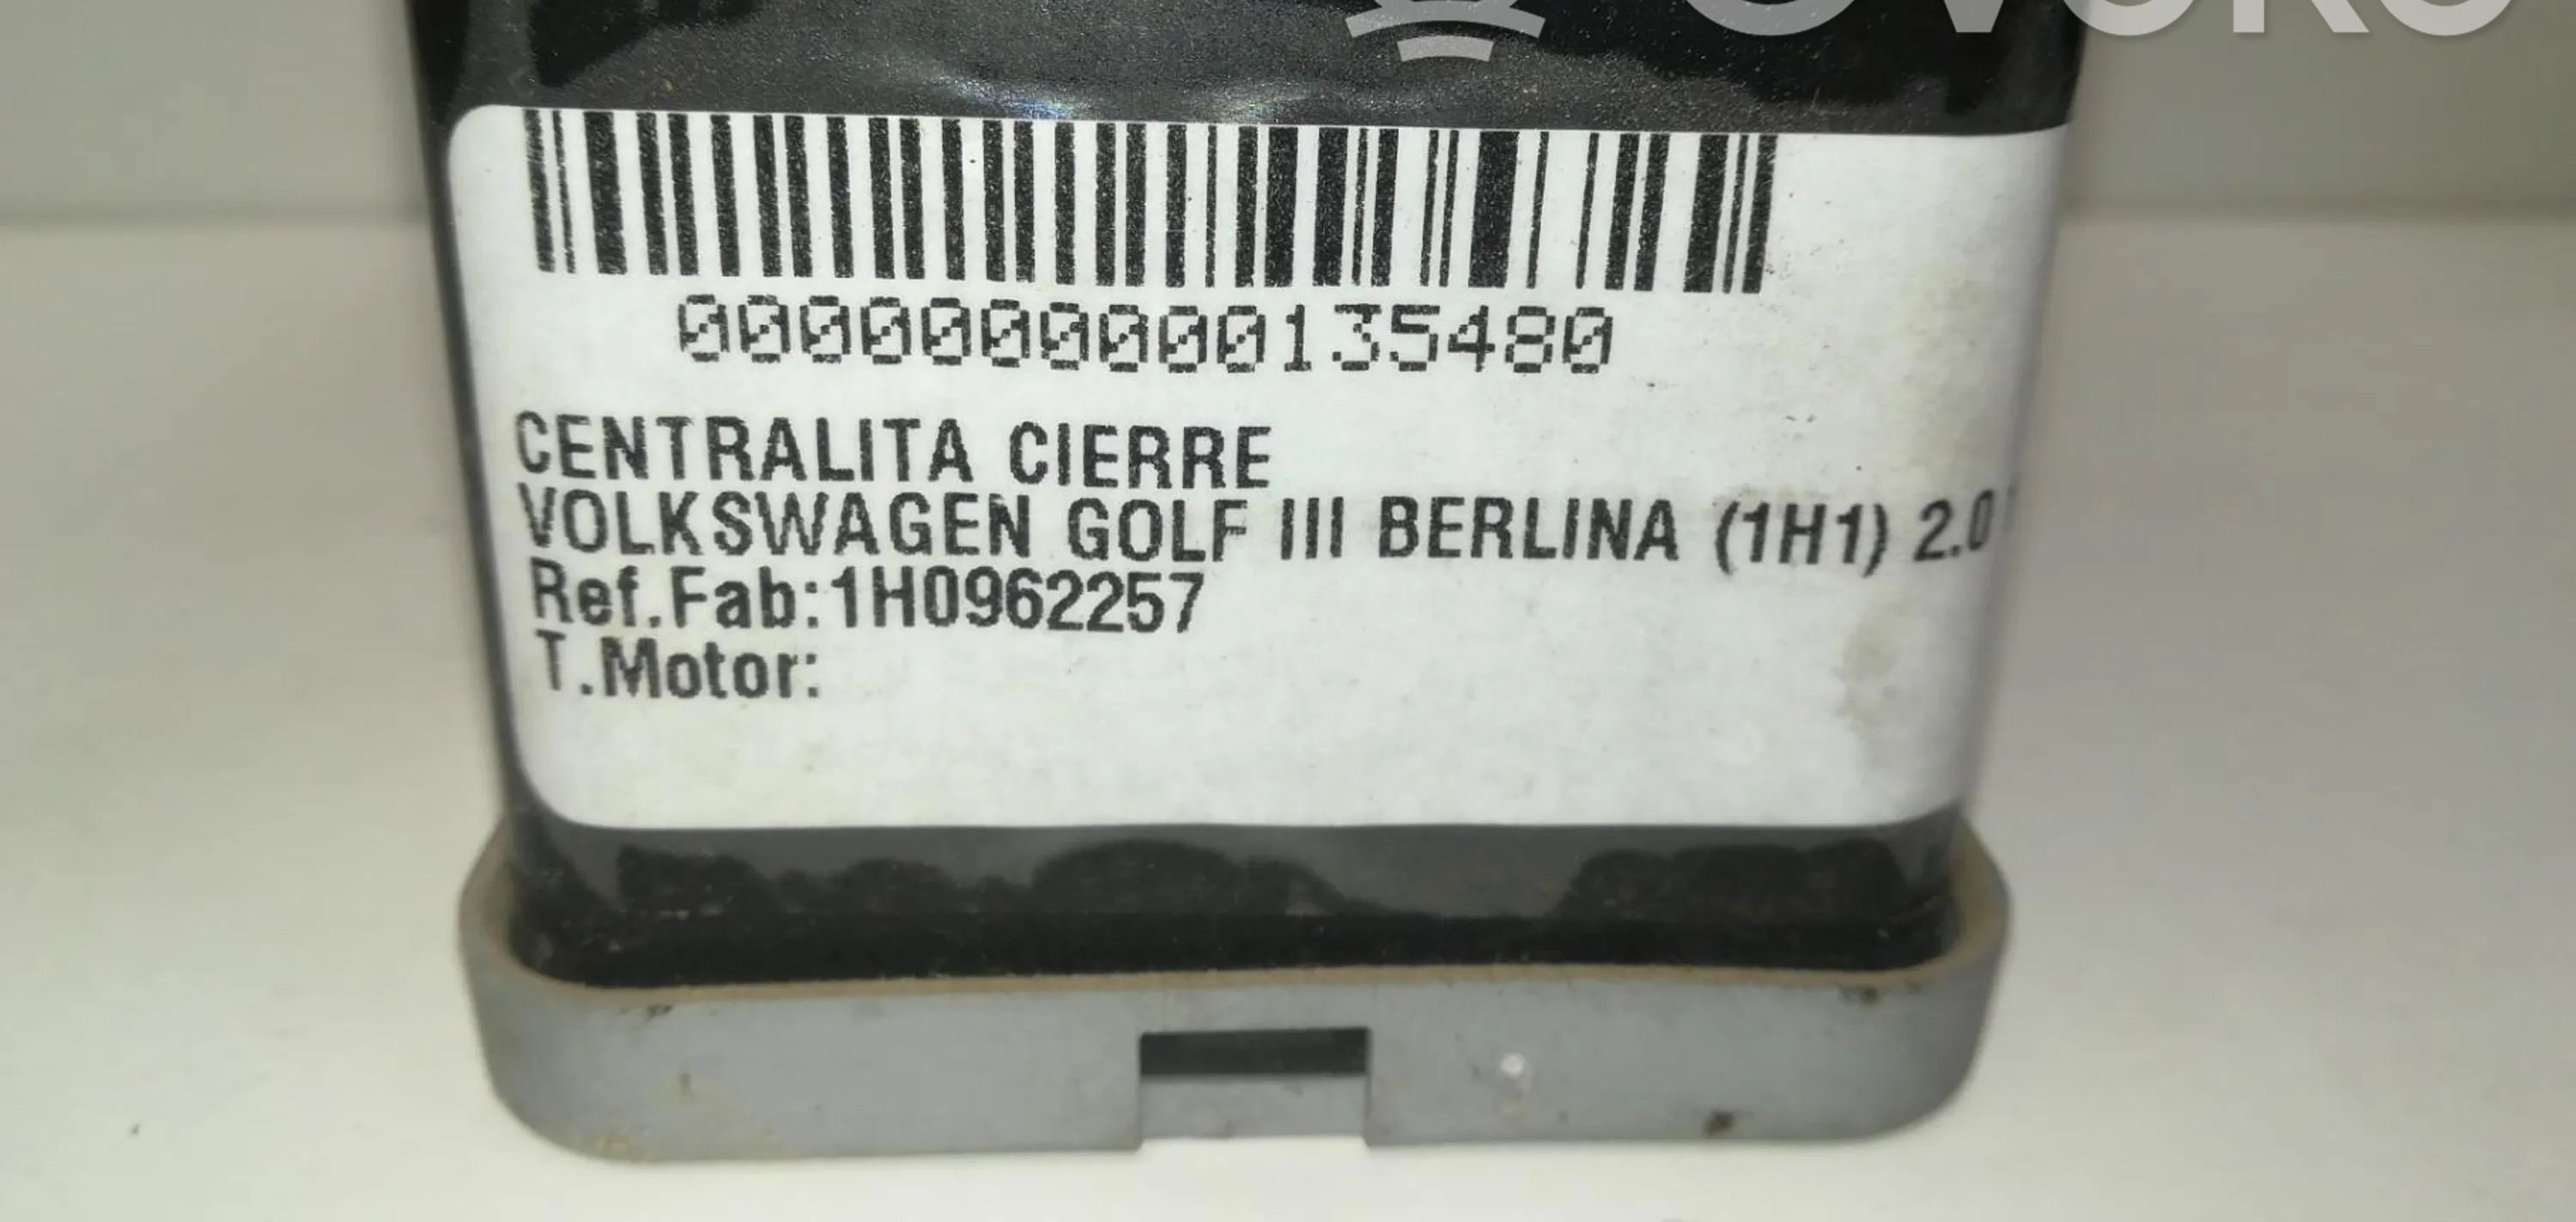 0000000000135480
CENTRALITA CIERRE
VOLKSWAGEN GOLF III BERLINA (1H1) 2.0
Ref.Fab:1H0962257
T.Motor: